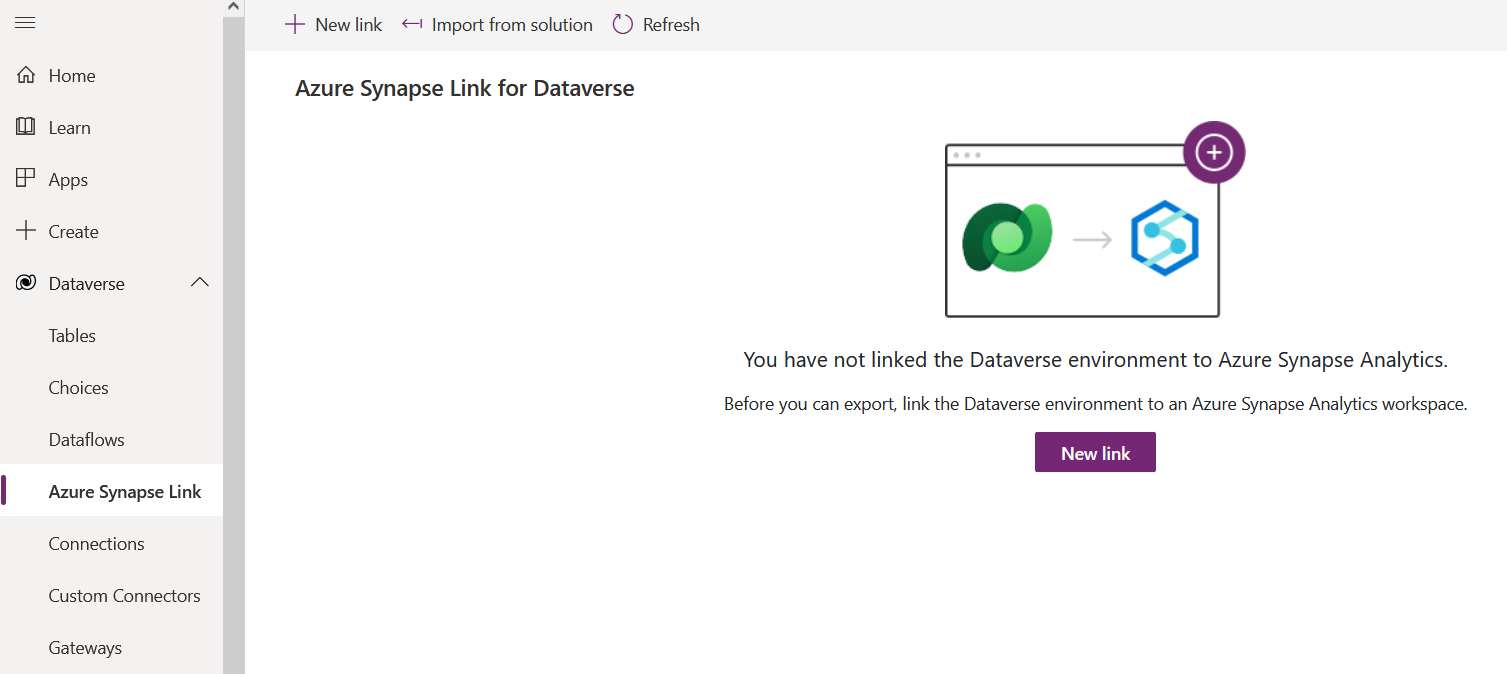 New link
Import from solution
Refresh
Home
Learn
Apps
Create
Dataverse
Tables
Choices
Dataflows
Azure Synapse Link
Connections
Custom Connectors
Gateways
Azure Synapse Link for Dataverse
You have not linked the Dataverse environment to Azure Synapse Analytics.
Before you can export, link the Dataverse environment to an Azure Synapse Analytics workspace.
New link